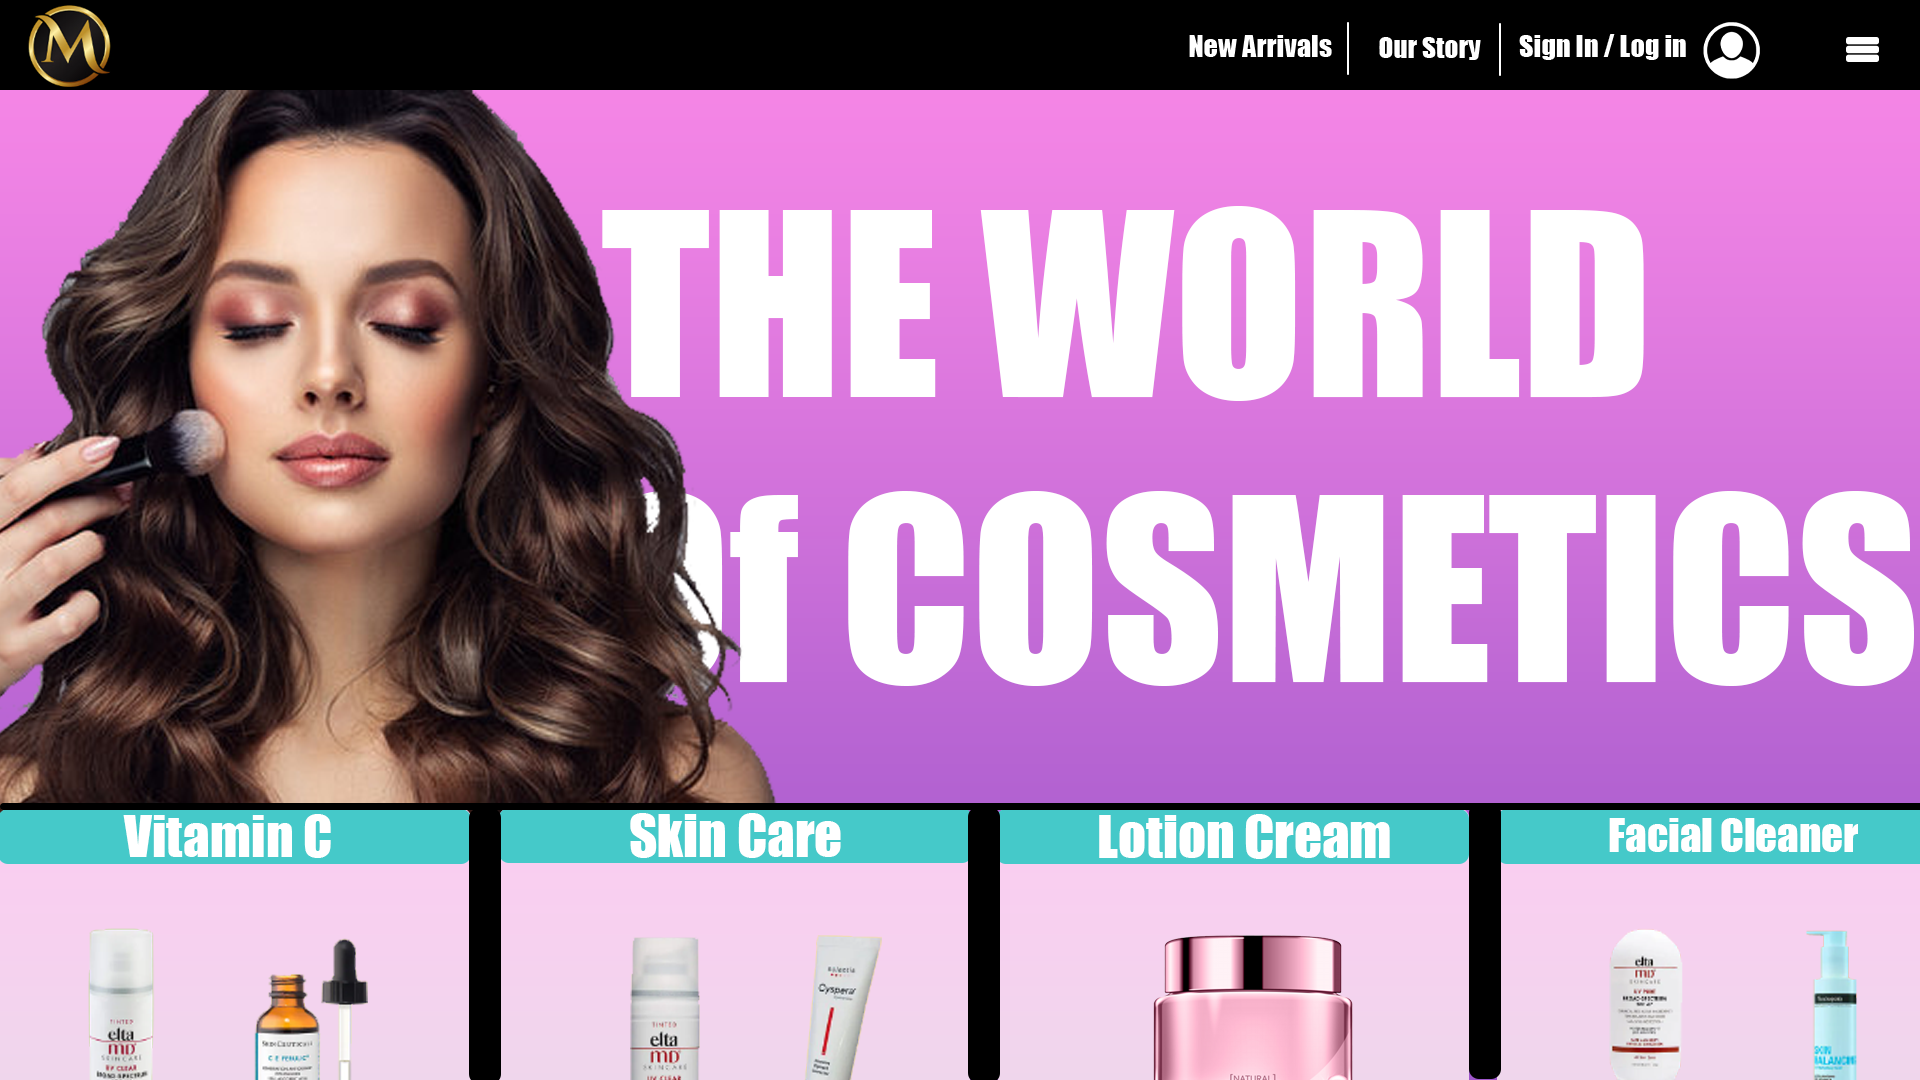 M
New Arrivals
Our Story
Sign In / Log in
THE WORLD
Of COSMETICS
Vitamin C
Skin Care
Lotion Cream
Facial Cleaner
TINTED
elta
MD
SKINCARE
UV CLEAR
BROAD-SPECTRUM
SKINCEUTICALS
C E FERULIC
TINTED
elta
MD
SKINCARE
UV CLEAR
Cyspera
[NATURAL]
elta
MD
SKINCARE
UV PURE
BROAD-SPECTRUM
Neutrogena
SKIN
BALANCING